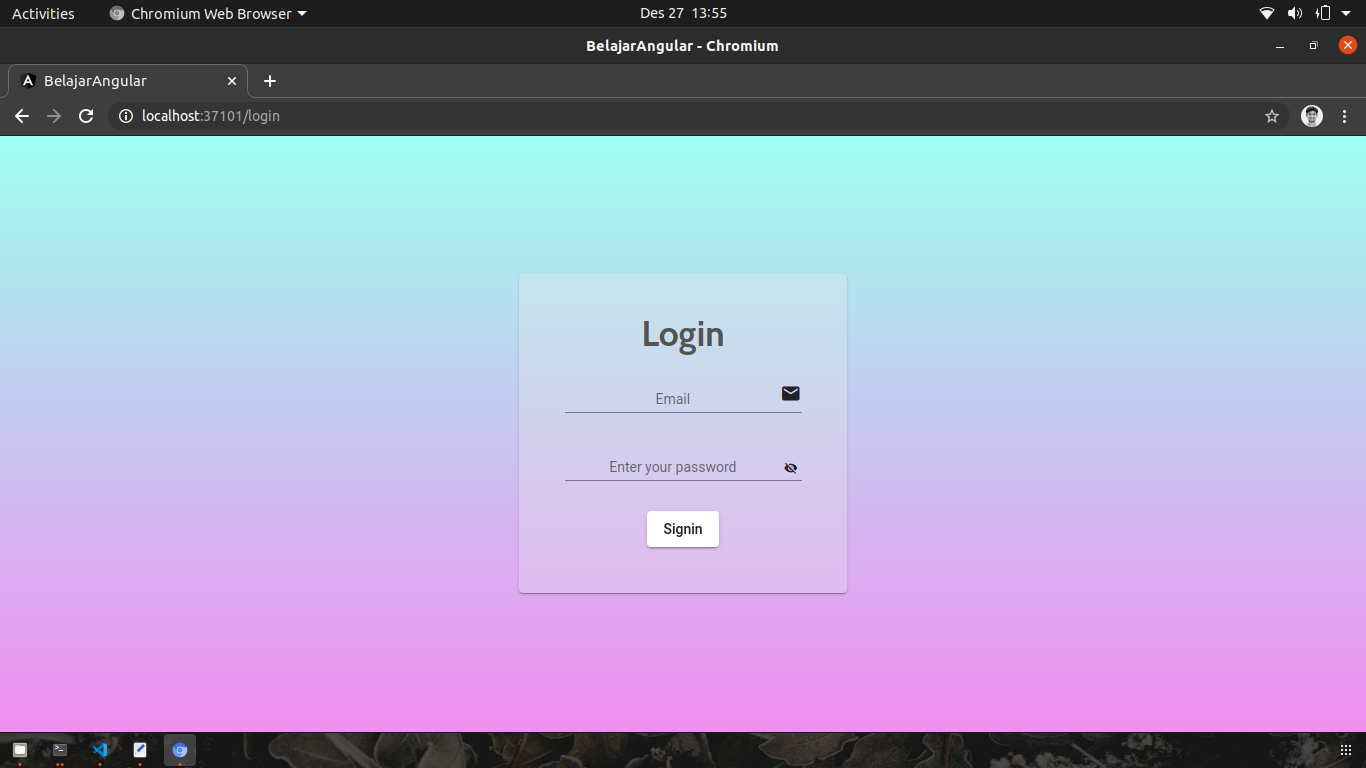 Activities
Chromium Web Browser
Des 27 13:55
BelajarAngular - Chromium
BelajarAngular
localhost:37101/login
Login
Email
Enter your password
Signin